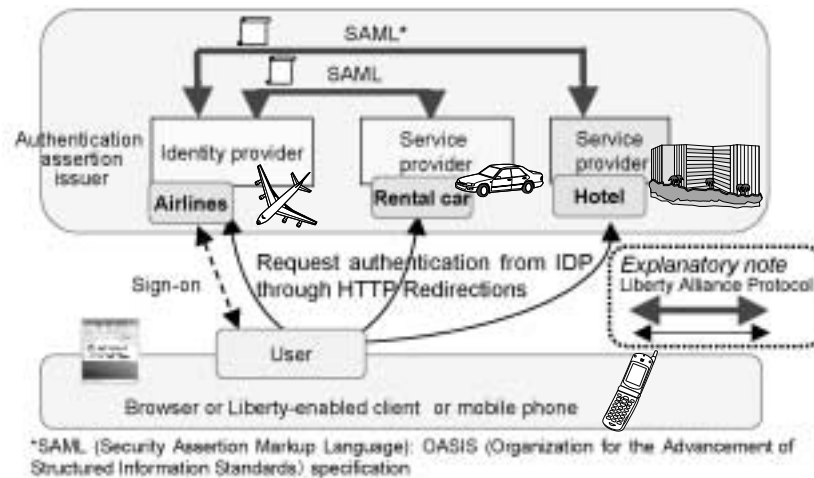 SAML*
SAML
Authentication
assertion
issuer
Identity provider
Service
provider
Service
provider
Airlines
Rental car
Hotel
Request authentication from IDP
through HTTP Redirections
Sign-on
Explanatory note
Liberty Alliance Protocol
User
Browser or Liberty-enabled client or mobile phone
*SAML (Security Assertion Markup Language): OASIS (Organization for the Advancement of
Structured Information Standards) specification